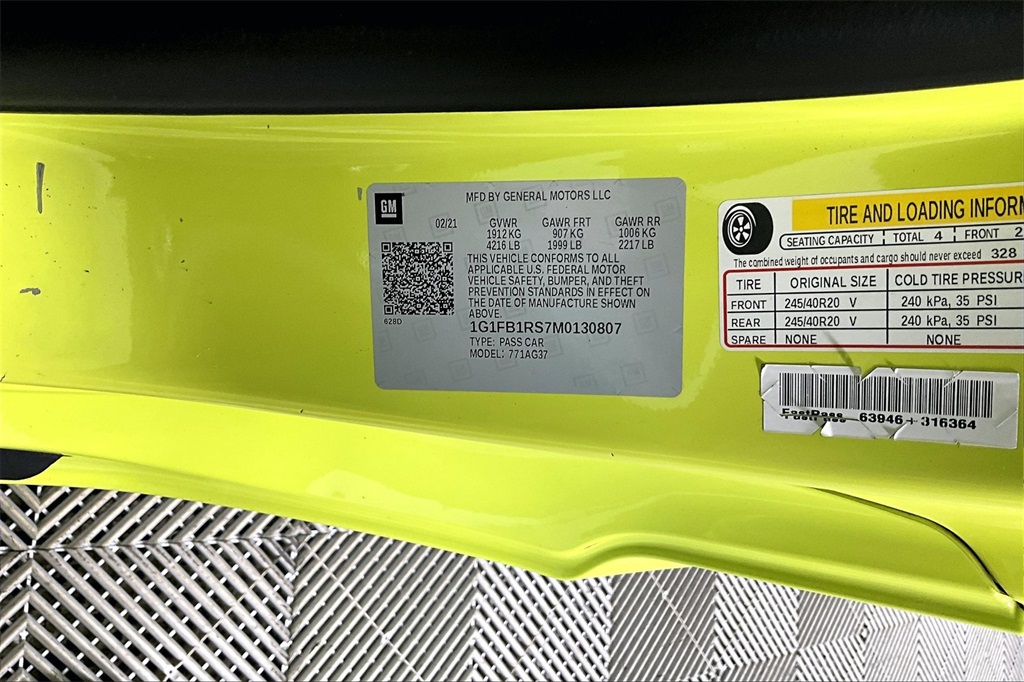 GM
MFD BY GENERAL MOTORS LLC
02/21 GVWR GAWR FRT GAWR RR
1912 KG 907 KG 1006 KG
4216 LB 1999 LB 2217 LB
THIS VEHICLE CONFORMS TO ALL
APPLICABLE U.S. FEDERAL MOTOR
VEHICLE SAFETY, BUMPER, AND THEFT
PREVENTION STANDARDS IN EFFECT ON
THE DATE OF MANUFACTURE SHOWN
ABOVE.
628D
1G1FB1RS7M0130807
TYPE: PASS CAR
MODEL: 771AG37
TIRE AND LOADING INFORM
SEATING CAPACITY TOTAL 4 FRONT 2
The combined weight of occupants and cargo should never exceed 328
TIRE ORIGINAL SIZE COLD TIRE PRESSUR
FRONT 245/40R20 V 240 kPa, 35 PSI
REAR 245/40R20 V 240 kPa, 35 PSI
SPARE NONE NONE
FastPass 63946+316364